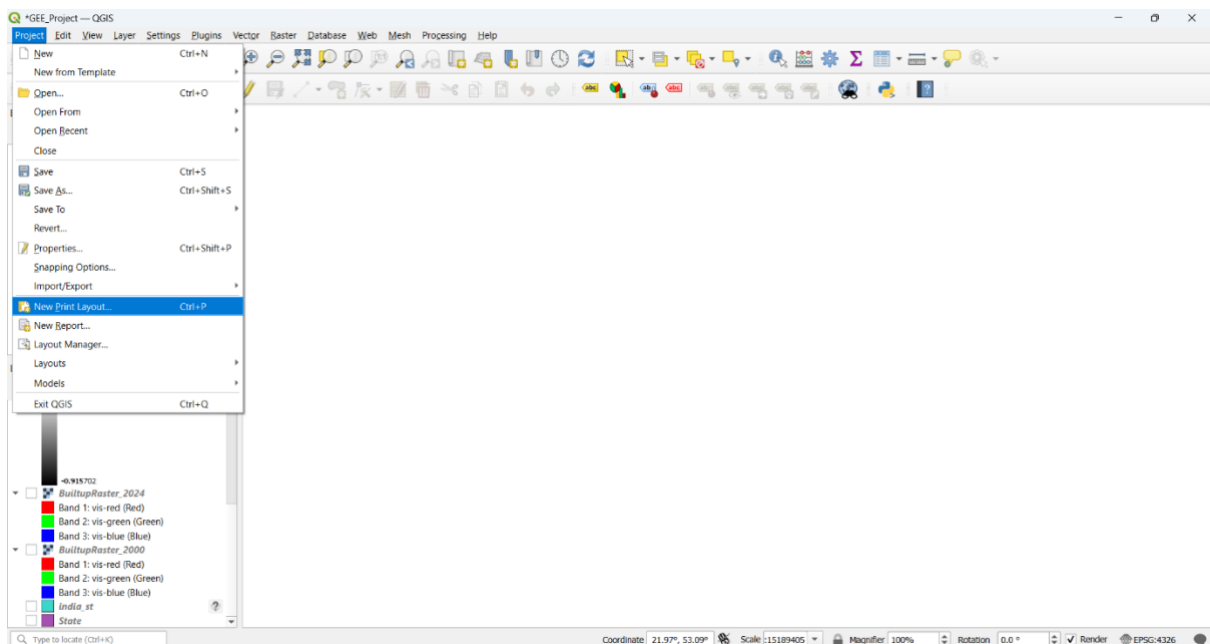 *GEE_Project — QGIS
Project Edit View Layer Settings Plugins Vector Raster Database Web Mesh Processing Help
New Ctrl+N
New from Template
Open... Ctrl+O
Open From
Open Recent
Close
Save Ctrl+S
Save As... Ctrl+Shift+S
Save To
Revert...
Properties... Ctrl+Shift+P
Snapping Options...
Import/Export
New Print Layout... Ctrl+P
New Report...
Layout Manager...
Layouts
Models
Exit QGIS Ctrl+Q
-0.915702
BuiltupRaster_2024
Band 1: vis-red (Red)
Band 2: vis-green (Green)
Band 3: vis-blue (Blue)
BuiltupRaster_2000
Band 1: vis-red (Red)
Band 2: vis-green (Green)
Band 3: vis-blue (Blue)
india_st
State
Type to locate (Ctrl+K) Coordinate 21.97°, 53.09° Scale :15189405 Magnifier 100% Rotation 0.0 ° Render EPSG:4326